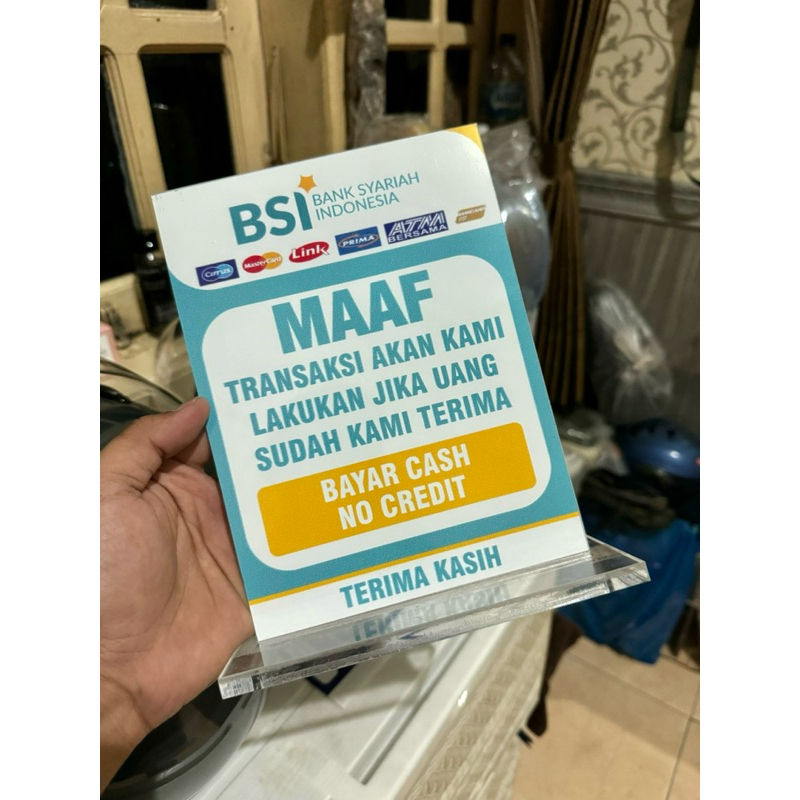 BSI BANK SYARIAH
INDONESIA
Cirrus MasterCard Link PRIMA ATM BERSAMA
MAAF
TRANSAKSI AKAN KAMI
LAKUKAN JIKA UANG
SUDAH KAMI TERIMA
BAYAR CASH
NO CREDIT
TERIMA KASIH